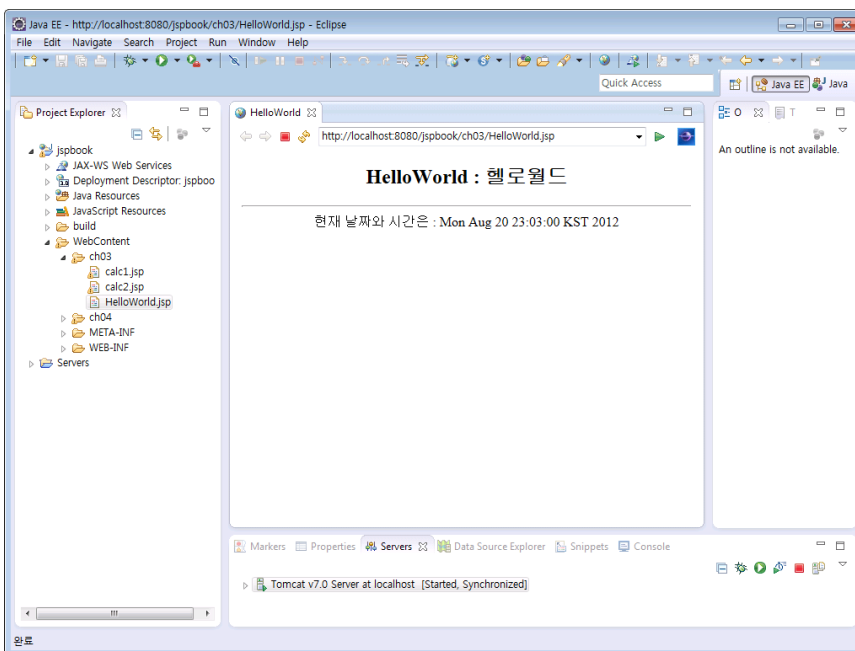 Java EE - http://localhost:8080/jspbook/ch03/HelloWorld.jsp - Eclipse
File Edit Navigate Search Project Run Window Help
Quick Access
Java EE
Java
Project Explorer
jspbook
JAX-WS Web Services
Deployment Descriptor: jspboo
Java Resources
JavaScript Resources
build
WebContent
ch03
calc1.jsp
calc2.jsp
HelloWorld.jsp
ch04
META-INF
WEB-INF
Servers
HelloWorld
http://localhost:8080/jspbook/ch03/HelloWorld.jsp
HelloWorld : 헬로월드
현재 날짜와 시간은 : Mon Aug 20 23:03:00 KST 2012
O
T
An outline is not available.
Markers Properties Servers Data Source Explorer Snippets Console
Tomcat v7.0 Server at localhost [Started, Synchronized]
완료